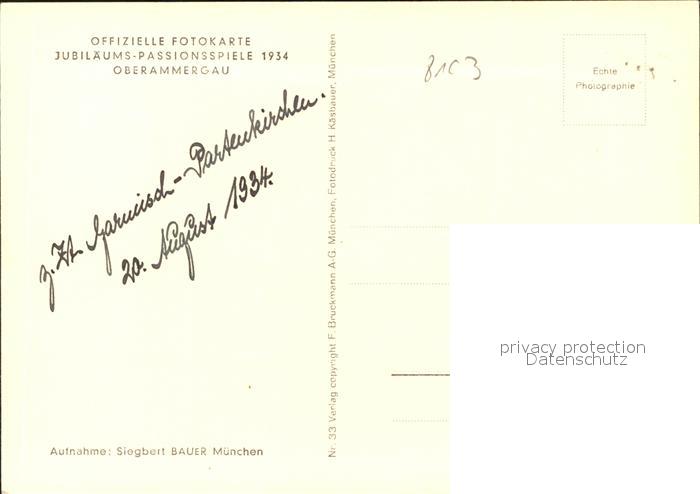 OFFIZIELLE FOTOKARTE
JUBILÄUMS-PASSIONSSPIELE 1934
OBERAMMERGAU
z. Zt. Garmisch-Partenkirchen.
20. August 1934.
Aufnahme: Siegbert BAUER München
Nr. 33 Verlag copyright F. Bruckmann A-G. München, Fotodruck H. Käsbauer, München
8103
Echte
Photographie
privacy protection
Datenschutz